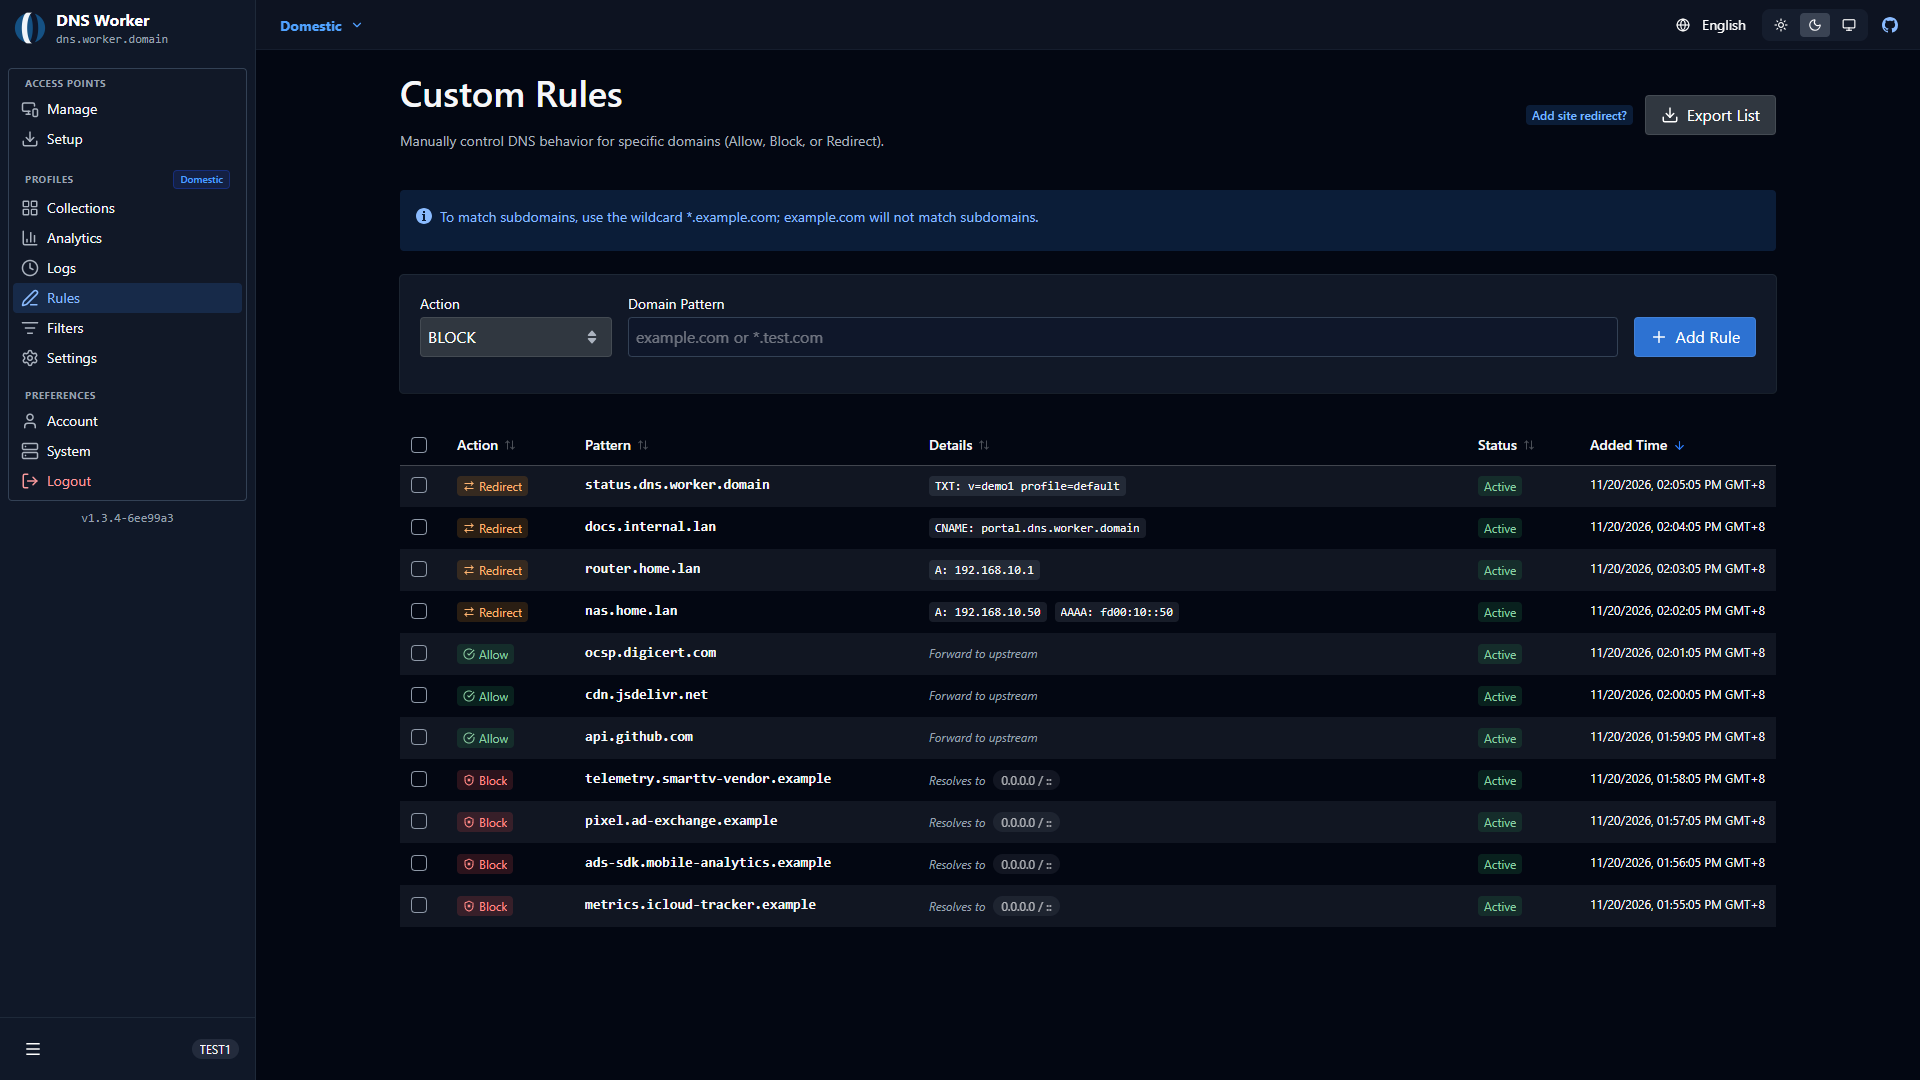 DNS Worker
dns.worker.domain
ACCESS POINTS
Manage
Setup
PROFILES Domestic
Collections
Analytics
Logs
Rules
Filters
Settings
PREFERENCES
Account
System
Logout
v1.3.4-6ee99a3
TEST1
Domestic
English
Custom Rules
Manually control DNS behavior for specific domains (Allow, Block, or Redirect).
Add site redirect?
Export List
To match subdomains, use the wildcard *.example.com; example.com will not match subdomains.
Action Domain Pattern
BLOCK example.com or *.test.com Add Rule
Action Pattern Details Status Added Time
Redirect status.dns.worker.domain TXT: v=demo1 profile=default Active 11/20/2026, 02:05:05 PM GMT+8
Redirect docs.internal.lan CNAME: portal.dns.worker.domain Active 11/20/2026, 02:04:05 PM GMT+8
Redirect router.home.lan A: 192.168.10.1 Active 11/20/2026, 02:03:05 PM GMT+8
Redirect nas.home.lan A: 192.168.10.50 AAAA: fd00:10::50 Active 11/20/2026, 02:02:05 PM GMT+8
Allow ocsp.digicert.com Forward to upstream Active 11/20/2026, 02:01:05 PM GMT+8
Allow cdn.jsdelivr.net Forward to upstream Active 11/20/2026, 02:00:05 PM GMT+8
Allow api.github.com Forward to upstream Active 11/20/2026, 01:59:05 PM GMT+8
Block telemetry.smarttv-vendor.example Resolves to 0.0.0.0 / :: Active 11/20/2026, 01:58:05 PM GMT+8
Block pixel.ad-exchange.example Resolves to 0.0.0.0 / :: Active 11/20/2026, 01:57:05 PM GMT+8
Block ads-sdk.mobile-analytics.example Resolves to 0.0.0.0 / :: Active 11/20/2026, 01:56:05 PM GMT+8
Block metrics.icloud-tracker.example Resolves to 0.0.0.0 / :: Active 11/20/2026, 01:55:05 PM GMT+8